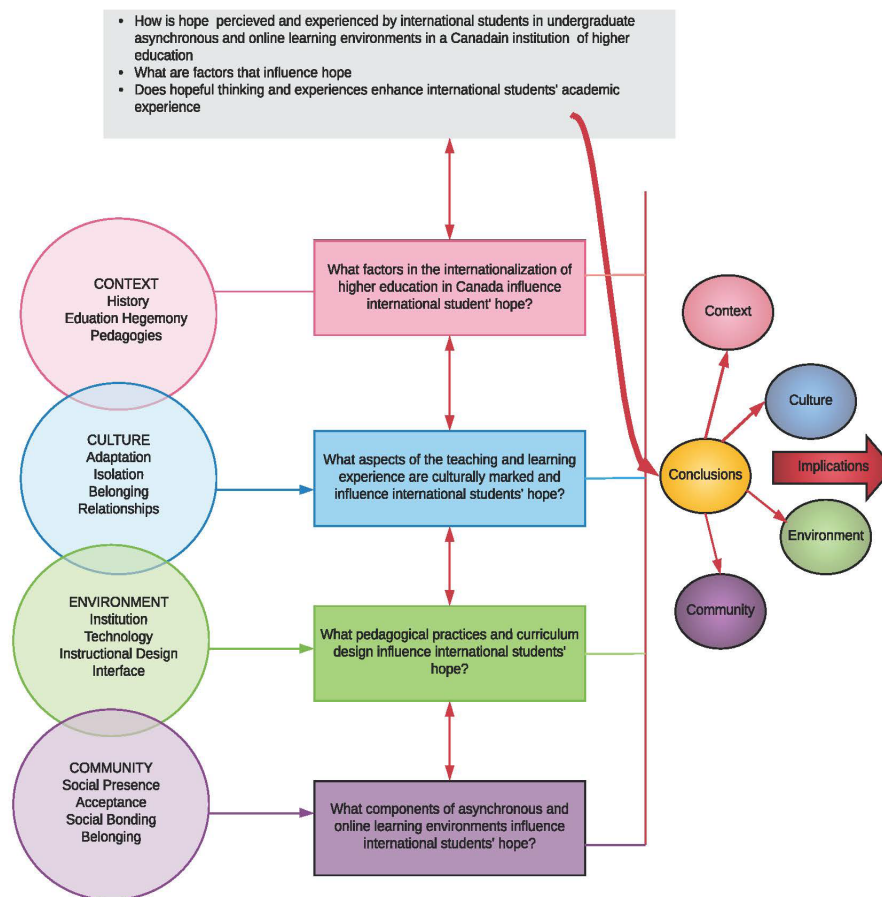 • How is hope percieved and experienced by international students in undergraduate
asynchronous and online learning environments in a Canadain institution of higher
education
• What are factors that influence hope
• Does hopeful thinking and experiences enhance international students' academic
experience
CONTEXT
History
Eduation Hegemony
Pedagogies
What factors in the internationalization of
higher education in Canada influence
international student' hope?
CULTURE
Adaptation
Isolation
Belonging
Relationships
What aspects of the teaching and learning
experience are culturally marked and
influence international students' hope?
ENVIRONMENT
Institution
Technology
Instructional Design
Interface
What pedagogical practices and curriculum
design influence international students'
hope?
COMMUNITY
Social Presence
Acceptance
Social Bonding
Belonging
What components of asynchronous and
online learning environments influence
international students' hope?
Context
Culture
Conclusions
Implications
Environment
Community